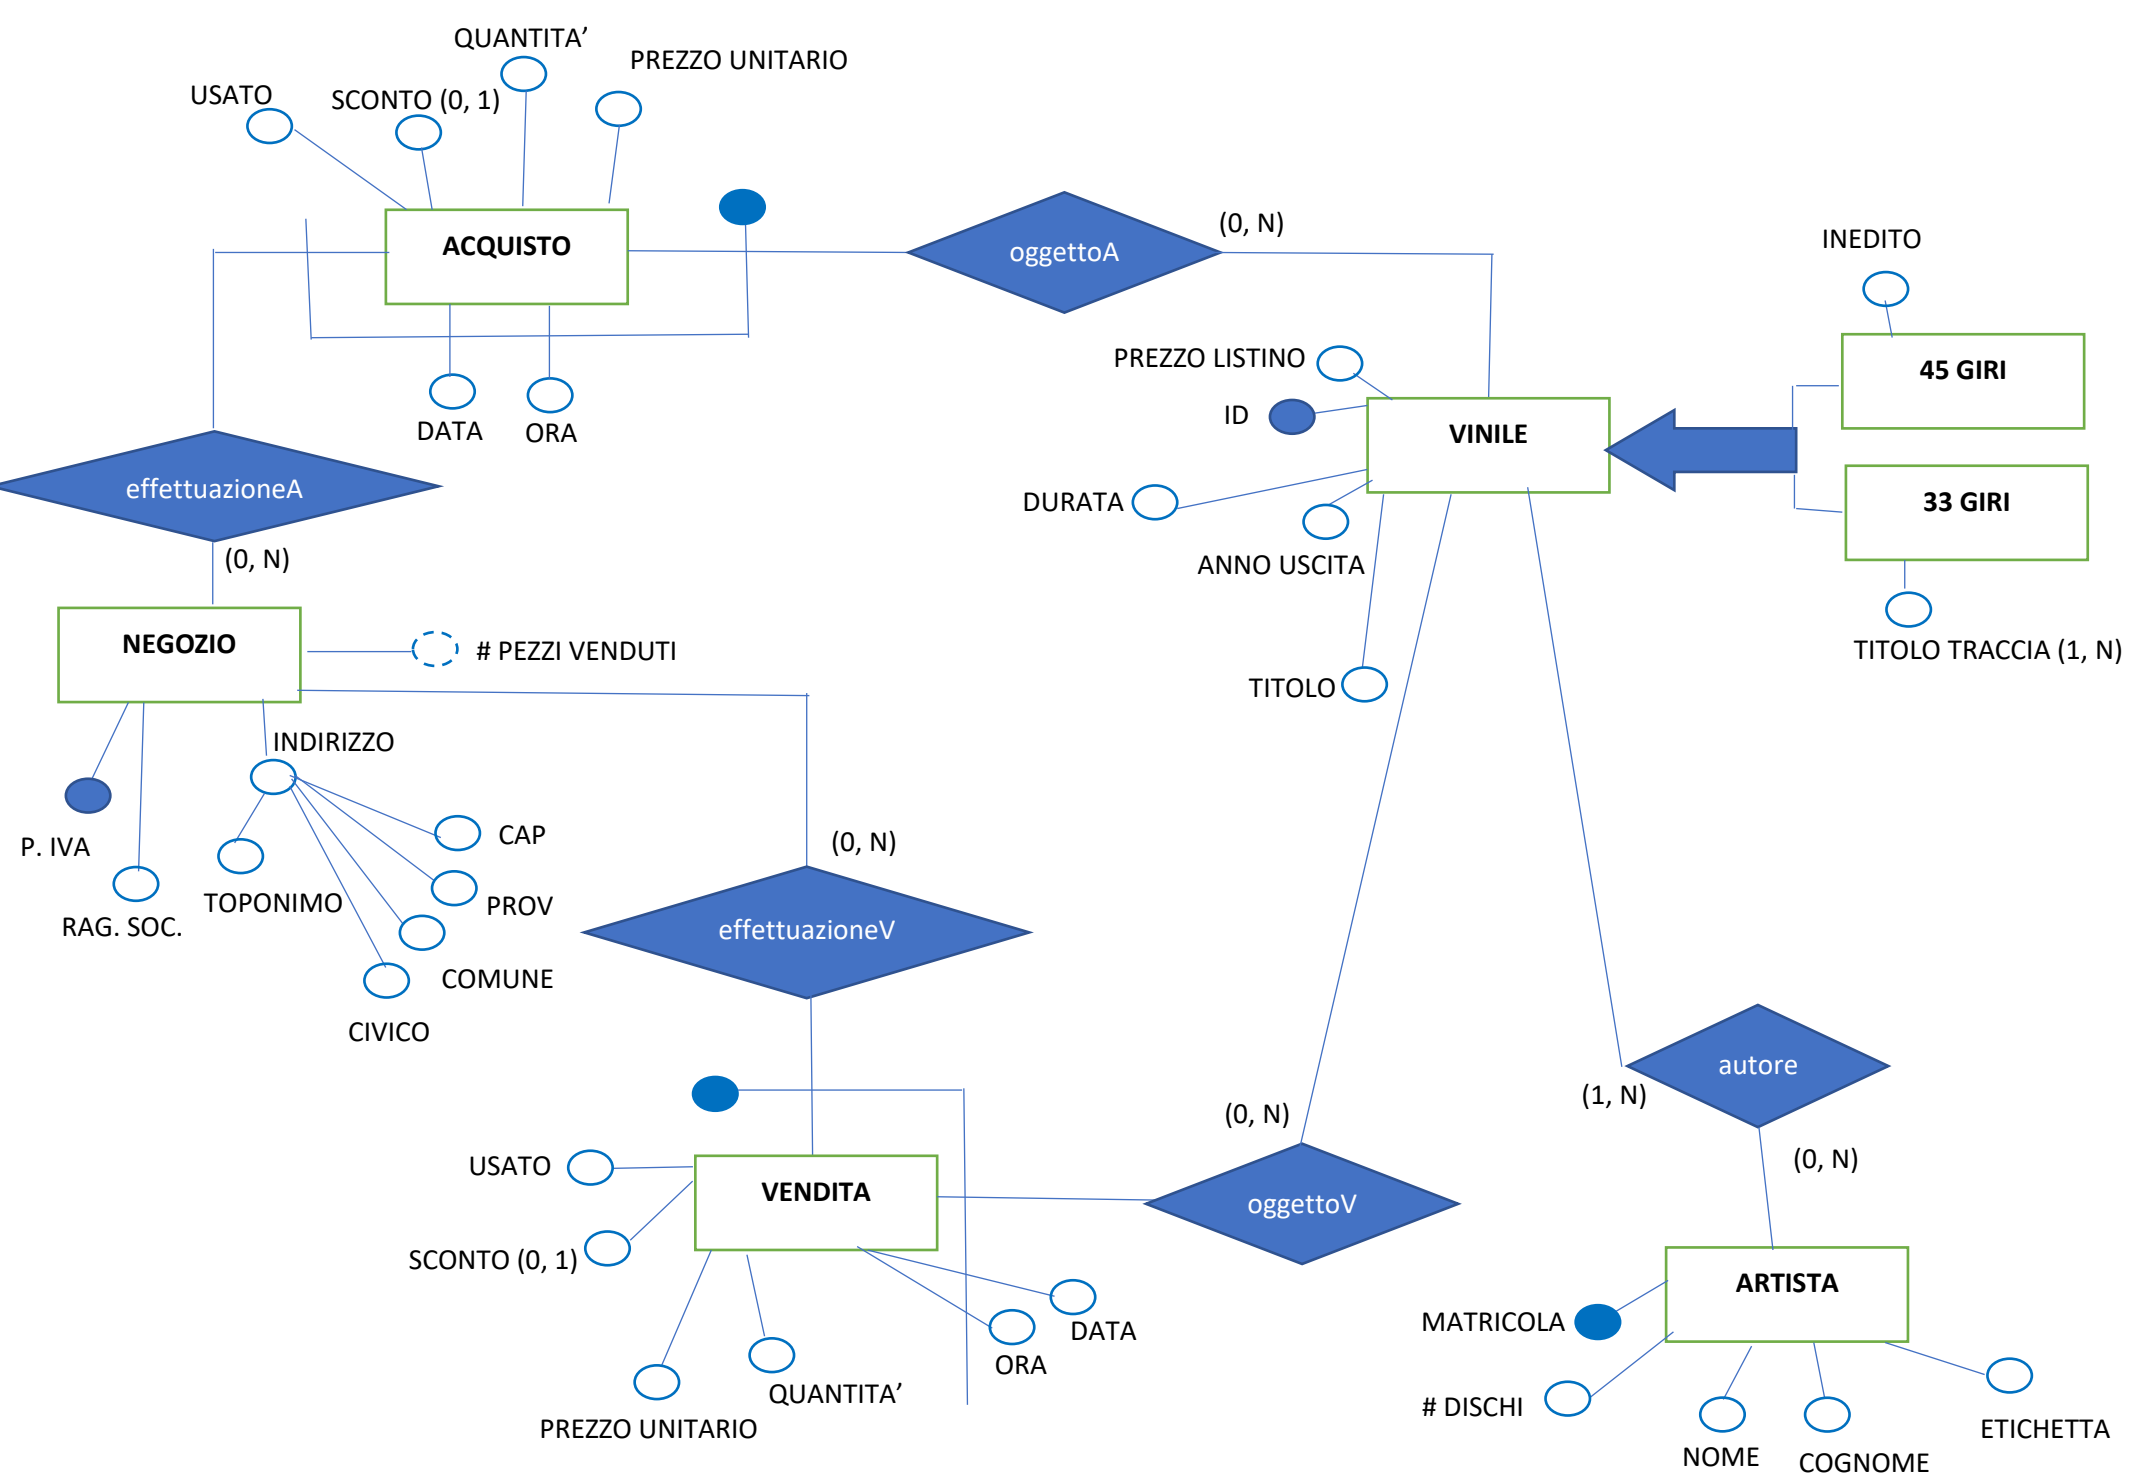 QUANTITA'
PREZZO UNITARIO
USATO
SCONTO (0, 1)
ACQUISTO
oggettoA
(0, N)
INEDITO
45 GIRI
PREZZO LISTINO
ID
VINILE
DATA
ORA
effettuazioneA
DURATA
33 GIRI
(0, N)
ANNO USCITA
NEGOZIO
# PEZZI VENDUTI
TITOLO TRACCIA (1, N)
TITOLO
INDIRIZZO
P. IVA
CAP
(0, N)
RAG. SOC.
TOPONIMO
PROV
effettuazioneV
COMUNE
CIVICO
autore
(0, N)
(1, N)
(0, N)
USATO
VENDITA
oggettoV
SCONTO (0, 1)
ARTISTA
MATRICOLA
DATA
ORA
QUANTITA'
# DISCHI
PREZZO UNITARIO
ETICHETTA
NOME
COGNOME